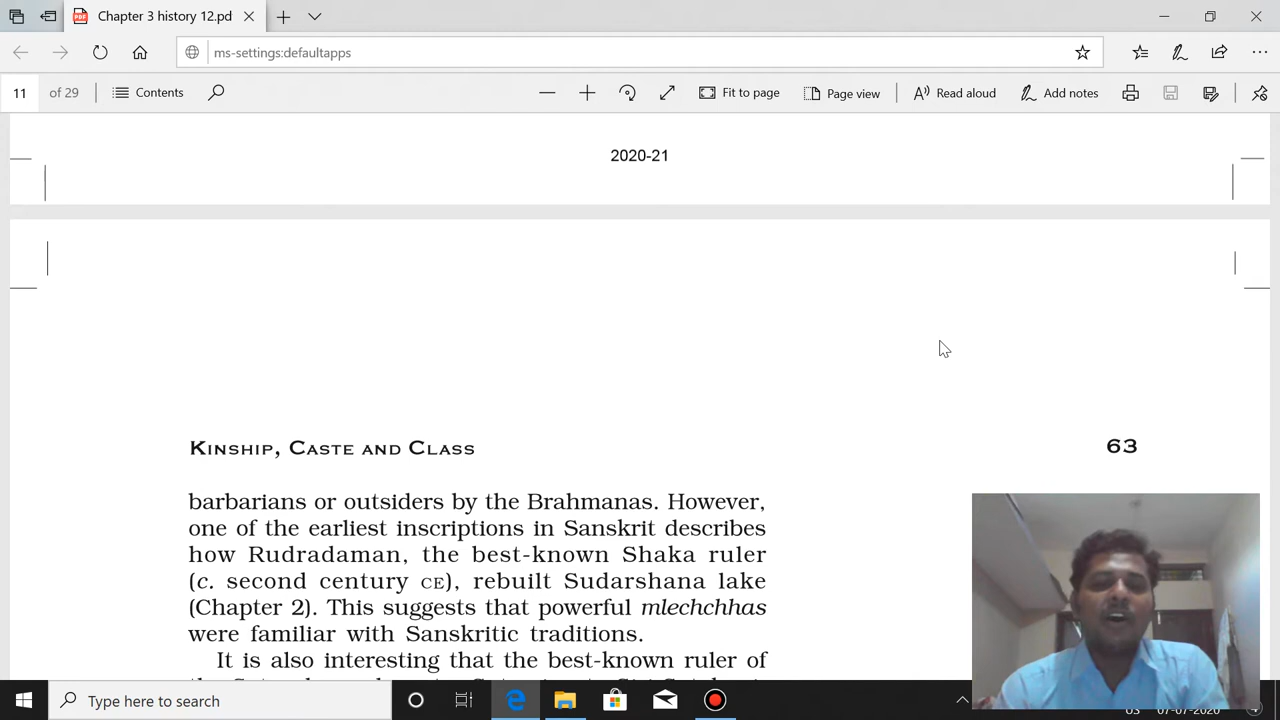 Chapter 3 history 12.pd
ms-settings:defaultapps
11 of 29 Contents Fit to page Page view Read aloud Add notes
2020-21
KINSHIP, CASTE AND CLASS 63
barbarians or outsiders by the Brahmanas. However,
one of the earliest inscriptions in Sanskrit describes
how Rudradaman, the best-known Shaka ruler
(c. second century CE), rebuilt Sudarshana lake
(Chapter 2). This suggests that powerful mlechchhas
were familiar with Sanskritic traditions.
It is also interesting that the best-known ruler of
Type here to search
07-07-2020